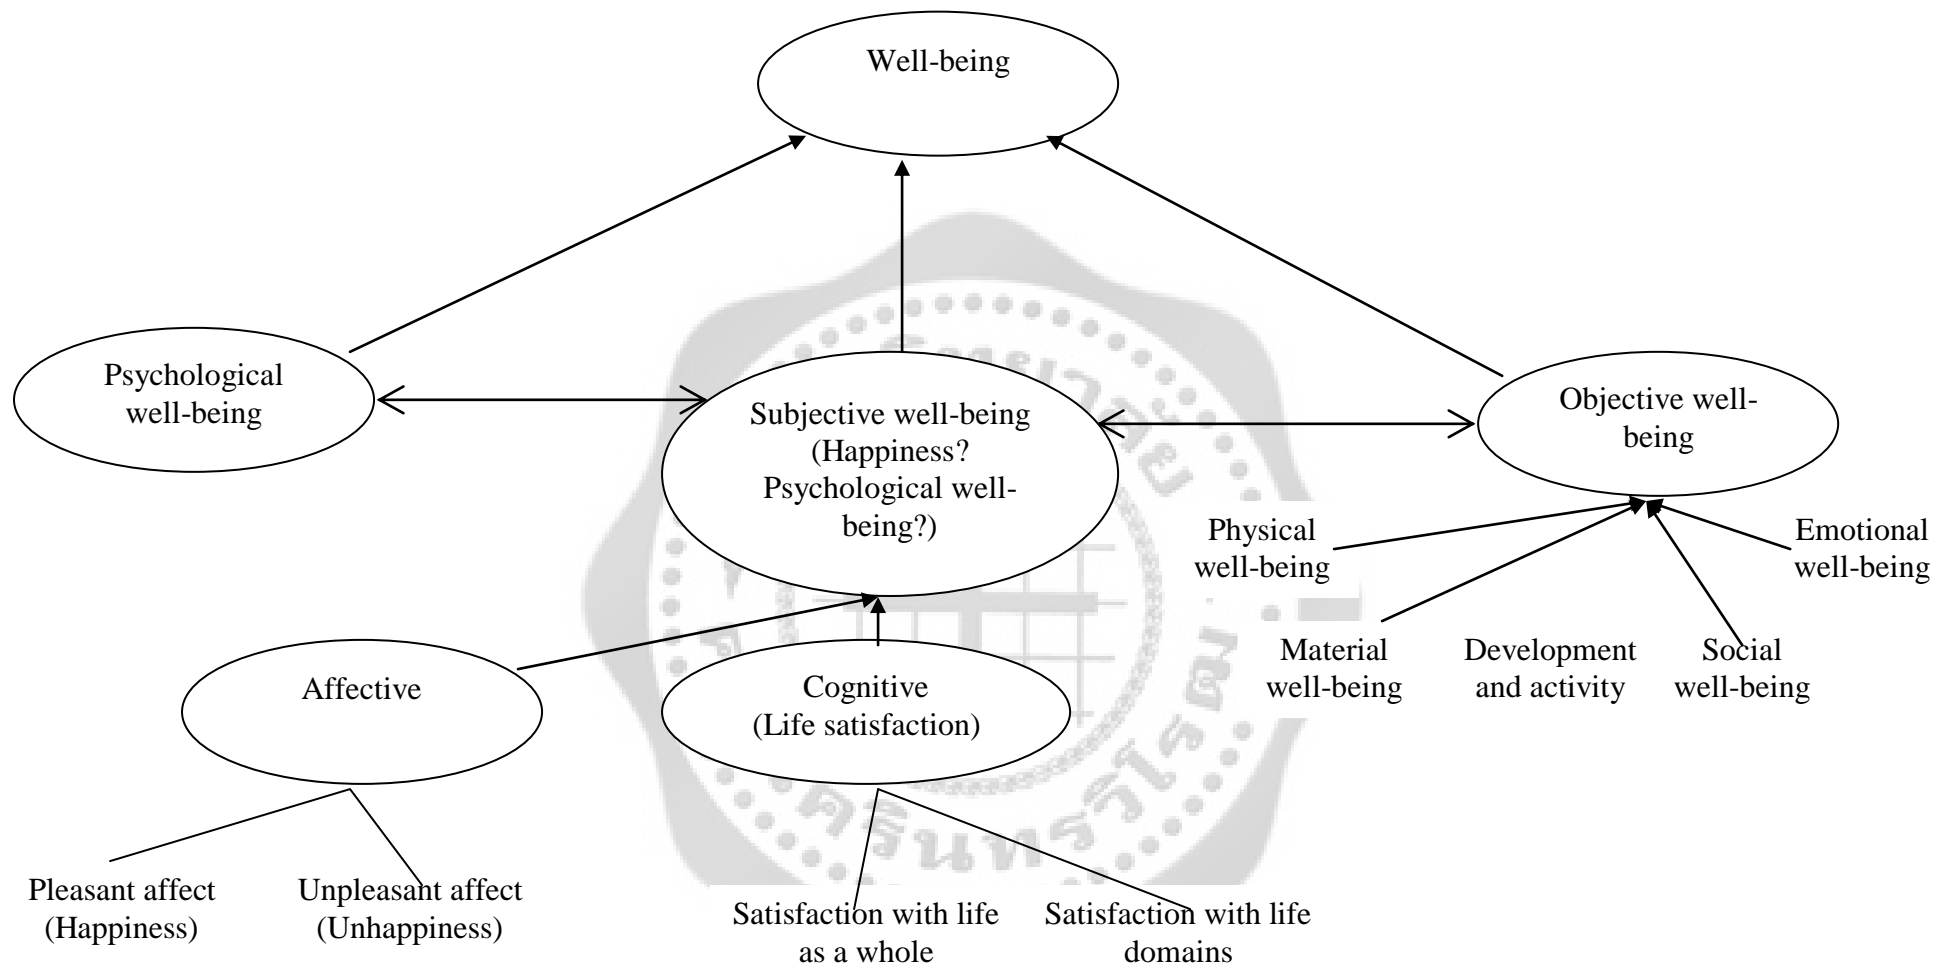 Well-being
Psychological
well-being
Subjective well-being
(Happiness?
Psychological well-
being?)
Objective well-
being
Physical
well-being
Emotional
well-being
Material
well-being
Development
and activity
Social
well-being
Affective
Cognitive
(Life satisfaction)
Pleasant affect
(Happiness)
Unpleasant affect
(Unhappiness)
Satisfaction with life
as a whole
Satisfaction with life
domains